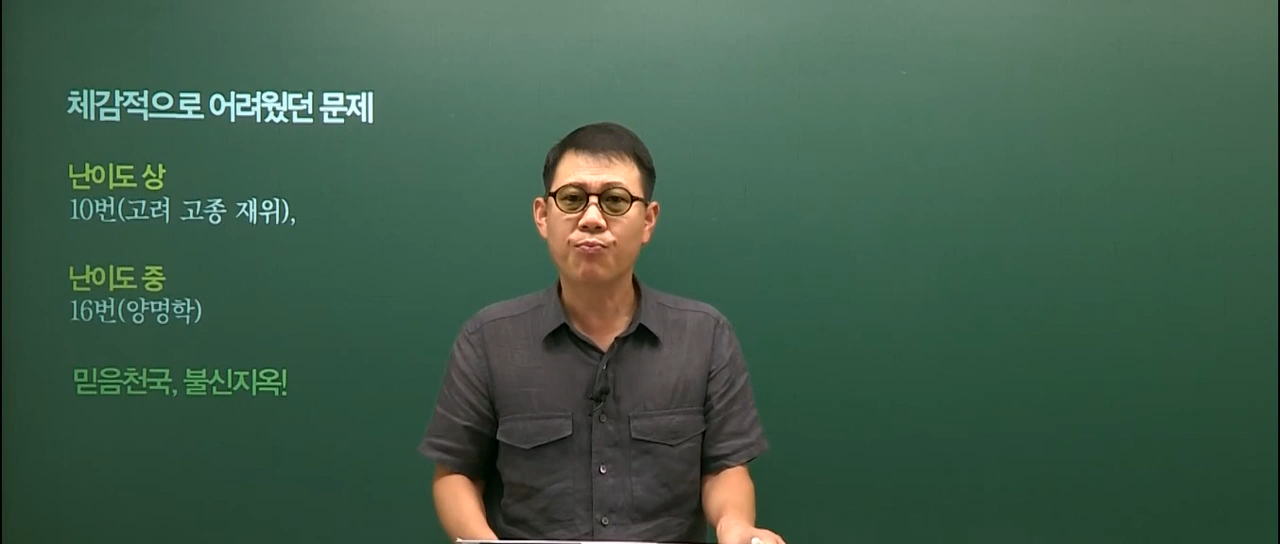 체감적으로 어려웠던 문제
난이도 상
10번(고려 고종 재위),
난이도 중
16번(양명학)
믿음천국, 불신지옥!